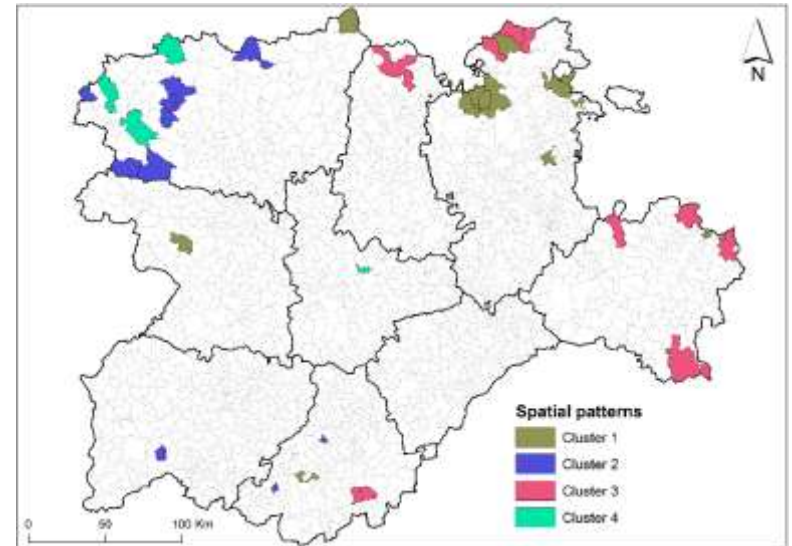 N
Spatial patterns
Cluster 1
Cluster 2
Cluster 3
Cluster 4
0 50 100 Km